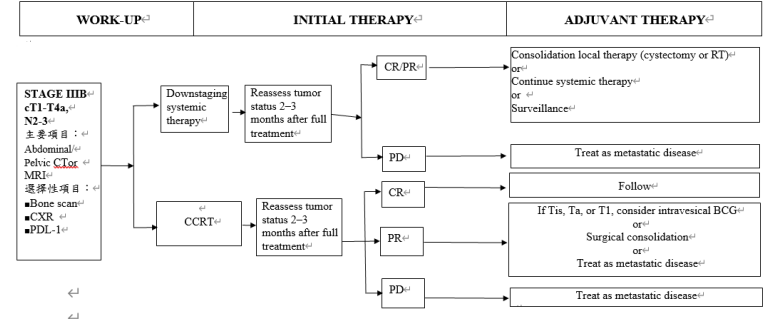 WORK-UP
INITIAL THERAPY
ADJUVANT THERAPY
STAGE IIIB
cT1-T4a,
N2-3
主要項目：
Abdominal/
Pelvic CTor
MRI
選擇性項目：
■Bone scan
■CXR
■PDL-1
Downstaging
systemic
therapy
Reassess tumor
status 2–3
months after full
treatment
CR/PR
Consolidation local therapy (cystectomy or RT)
or
Continue systemic therapy
or
Surveillance
PD
Treat as metastatic disease
CCRT
Reassess tumor
status 2–3
months after full
treatment
CR
Follow
PR
If Tis, Ta, or T1, consider intravesical BCG
or
Surgical consolidation
or
Treat as metastatic disease
PD
Treat as metastatic disease